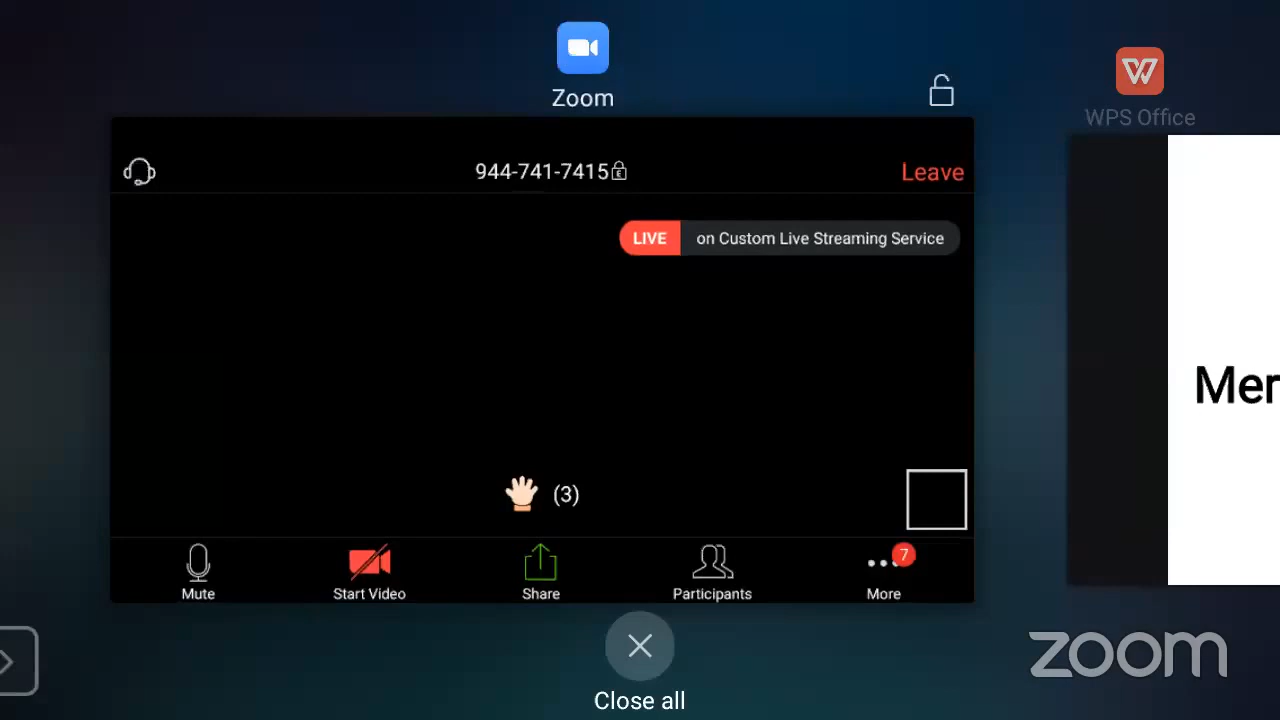 Zoom
WPS Office
944-741-7415
Leave
LIVE on Custom Live Streaming Service
Mer
(3)
7
Mute
Start Video
Share
Participants
More
zoom
Close all